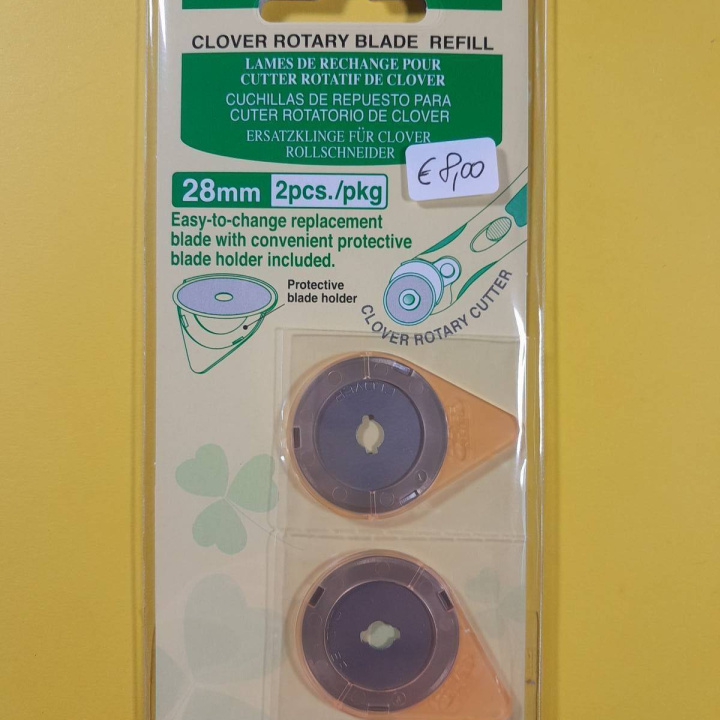 CLOVER ROTARY BLADE REFILL
LAMES DE RECHANGE POUR
CUTTER ROTATIF DE CLOVER
CUCHILLAS DE REPUESTO PARA
CUTER ROTATORIO DE CLOVER
ERSATZKLINGE FÜR CLOVER
ROLLSCHNEIDER
€ 8,00
28mm 2pcs./pkg
Easy-to-change replacement
blade with convenient protective
blade holder included.
Protective
blade holder
CLOVER ROTARY CUTTER